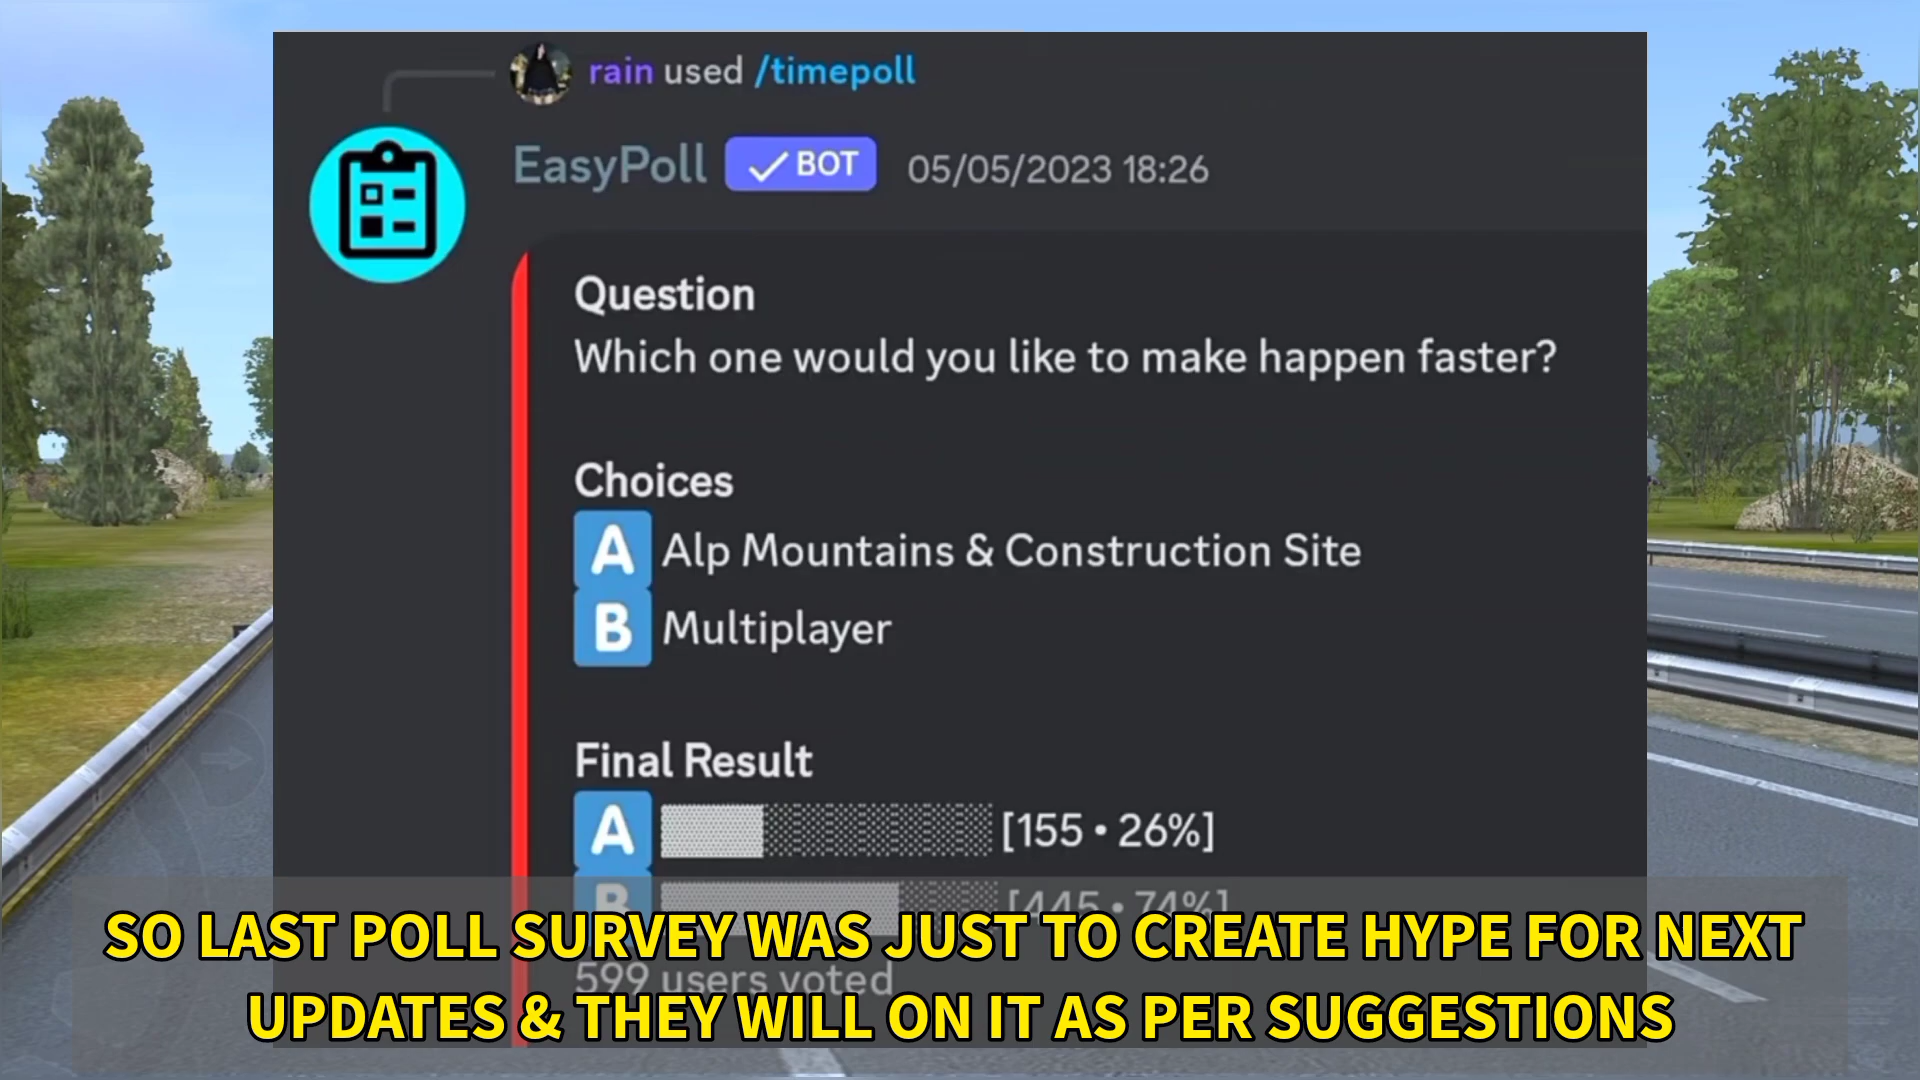 rain used /timepoll
EasyPoll ✓ BOT 05/05/2023 18:26
Question
Which one would you like to make happen faster?
Choices
A Alp Mountains & Construction Site
B Multiplayer
Final Result
A [155 • 26%]
B [445 • 74%]
599 users voted
SO LAST POLL SURVEY WAS JUST TO CREATE HYPE FOR NEXT
UPDATES & THEY WILL ON IT AS PER SUGGESTIONS